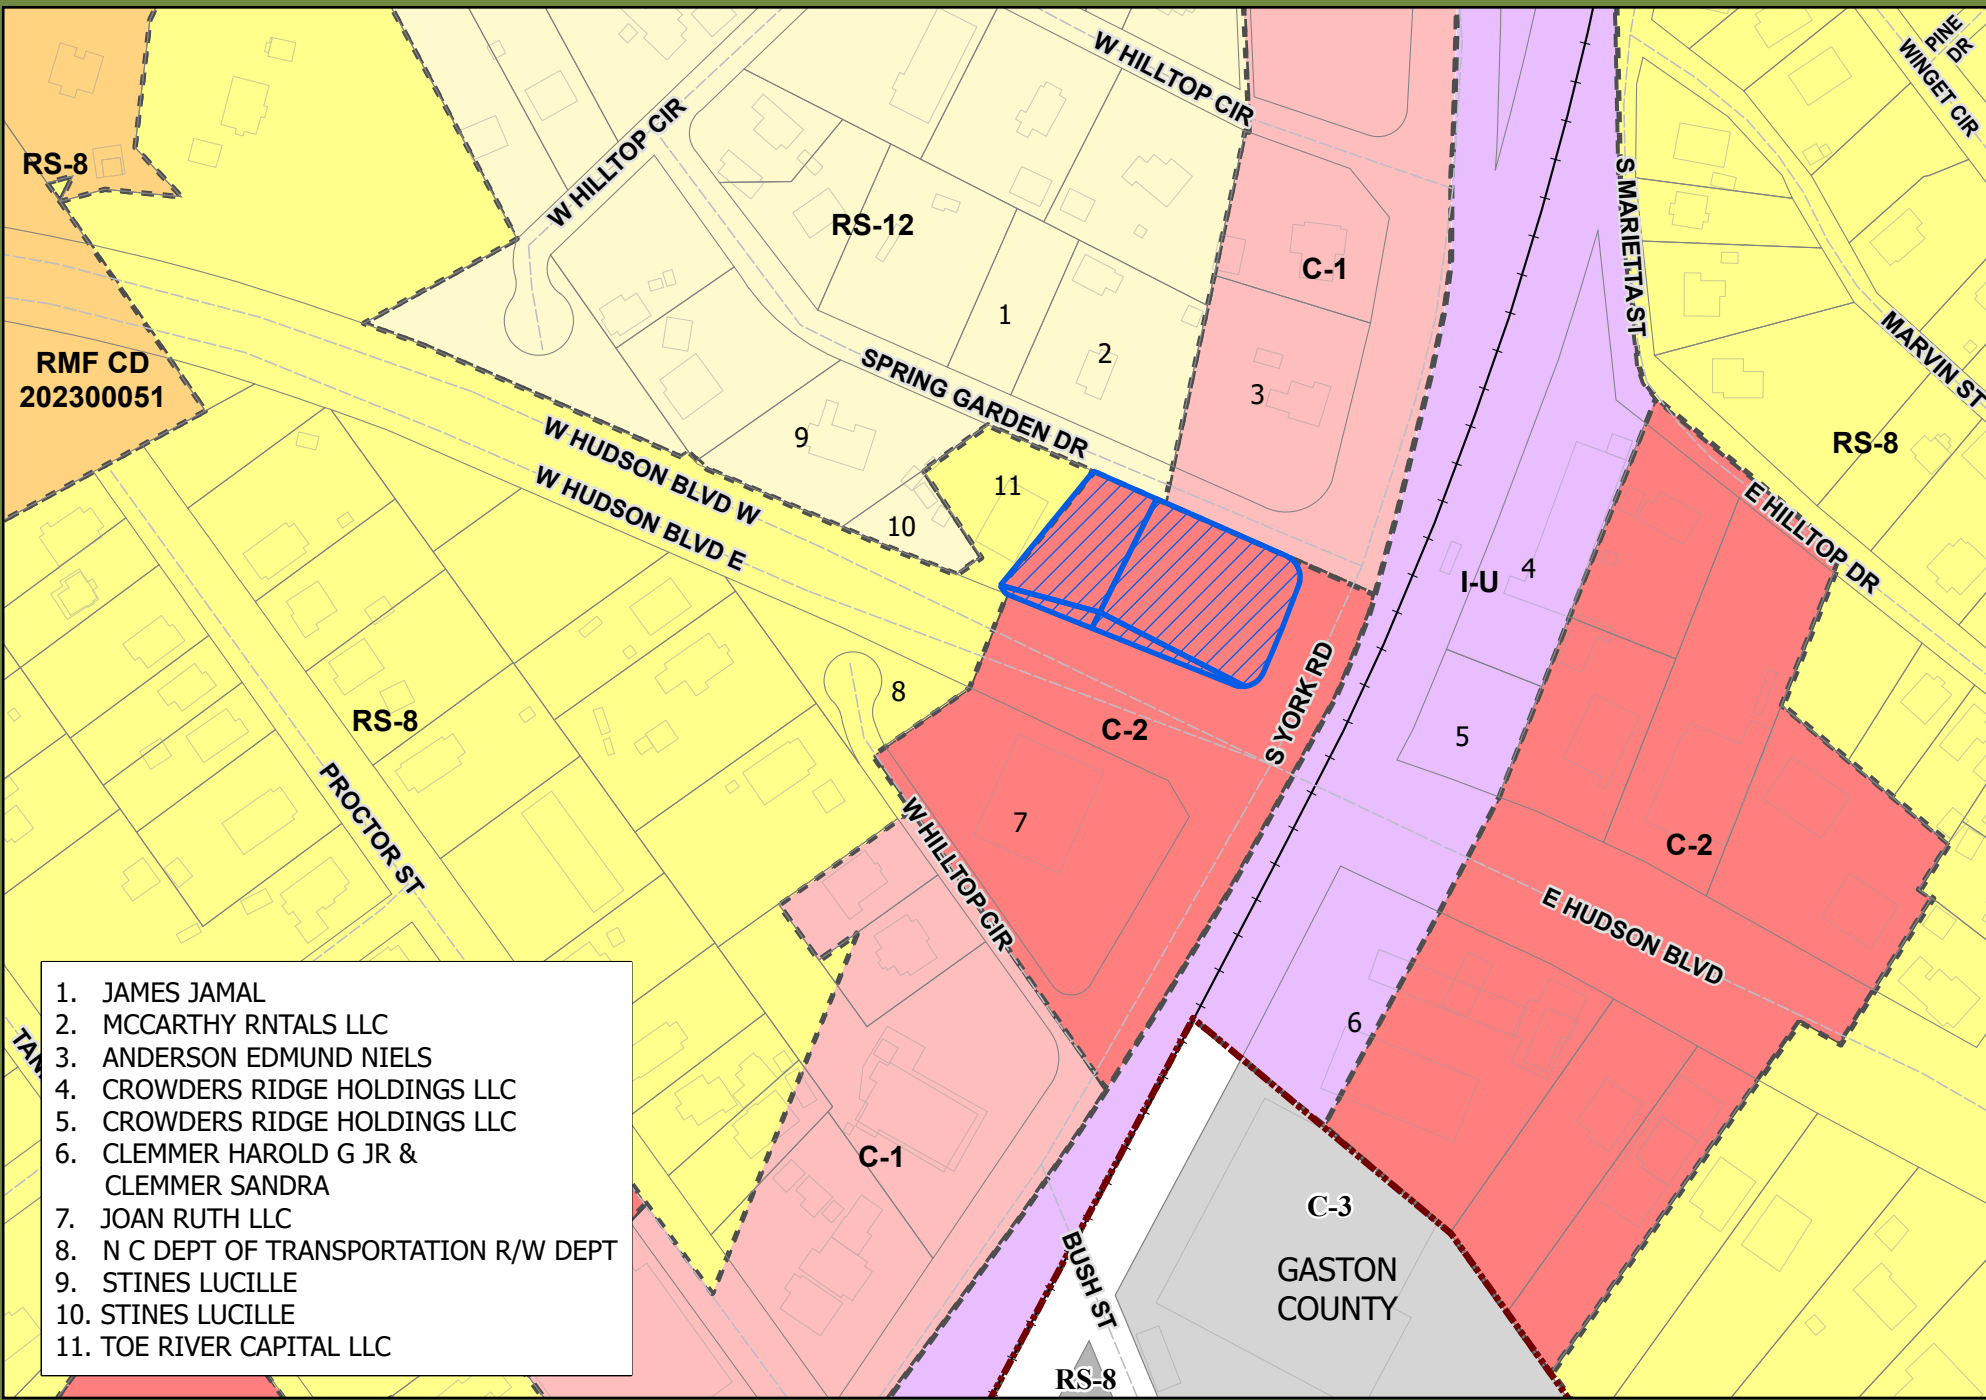 PINE
DR
WINGET CIR
W HILLTOP CIR
W HILLTOP CIR
RS-8
S MARIETTA ST
RS-12
C-1
1
2
MARVIN ST
RMF CD
202300051
SPRING GARDEN DR
3
9
W HUDSON BLVD W
RS-8
W HUDSON BLVD E
11
10
E HILLTOP DR
I-U
4
8
RS-8
C-2
S YORK RD
5
7
PROCTOR ST
W HILLTOP CIR
C-2
E HUDSON BLVD
6
TAN
1. JAMES JAMAL
2. MCCARTHY RNTALS LLC
3. ANDERSON EDMUND NIELS
4. CROWDERS RIDGE HOLDINGS LLC
5. CROWDERS RIDGE HOLDINGS LLC
6. CLEMMER HAROLD G JR &
CLEMMER SANDRA
7. JOAN RUTH LLC
8. N C DEPT OF TRANSPORTATION R/W DEPT
9. STINES LUCILLE
10. STINES LUCILLE
11. TOE RIVER CAPITAL LLC
C-1
C-3
GASTON
COUNTY
BUSH ST
RS-8